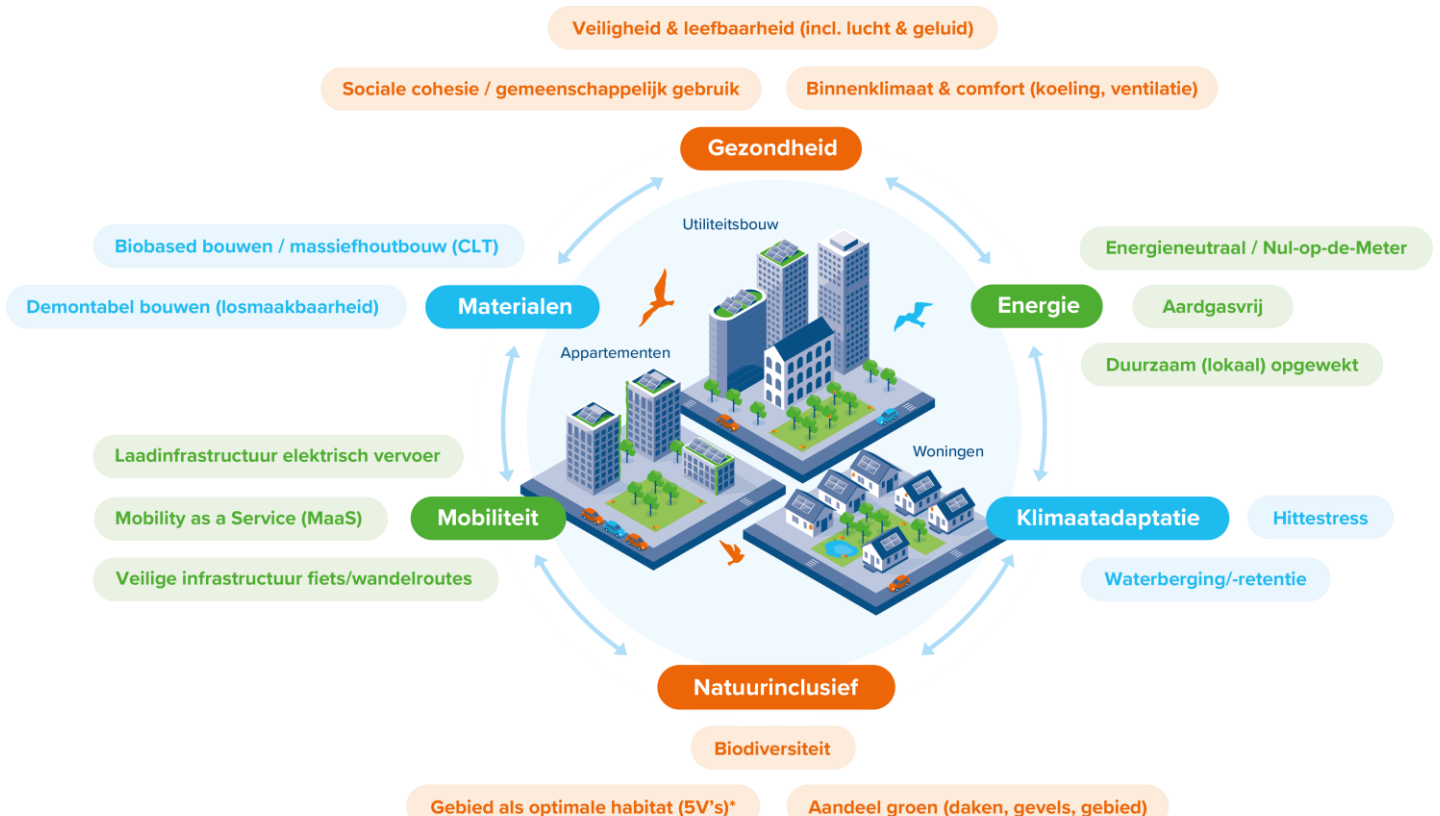 Veiligheid & leefbaarheid (incl. lucht & geluid)
Sociale cohesie / gemeenschappelijk gebruik
Binnenklimaat & comfort (koeling, ventilatie)
Gezondheid
Utiliteitsbouw
Biobased bouwen / massiefhoutbouw (CLT)
Energieneutraal / Nul-op-de-Meter
Demontabel bouwen (losmaakbaarheid)
Materialen
Energie
Aardgasvrij
Appartementen
Duurzaam (lokaal) opgewekt
Woningen
Laadinfrastructuur elektrisch vervoer
Mobility as a Service (MaaS)
Mobiliteit
Klimaatadaptatie
Hittestress
Veilige infrastructuur fiets/wandelroutes
Waterberging/-retentie
Natuurinclusief
Biodiversiteit
Gebied als optimale habitat (5V's)*
Aandeel groen (daken, gevels, gebied)